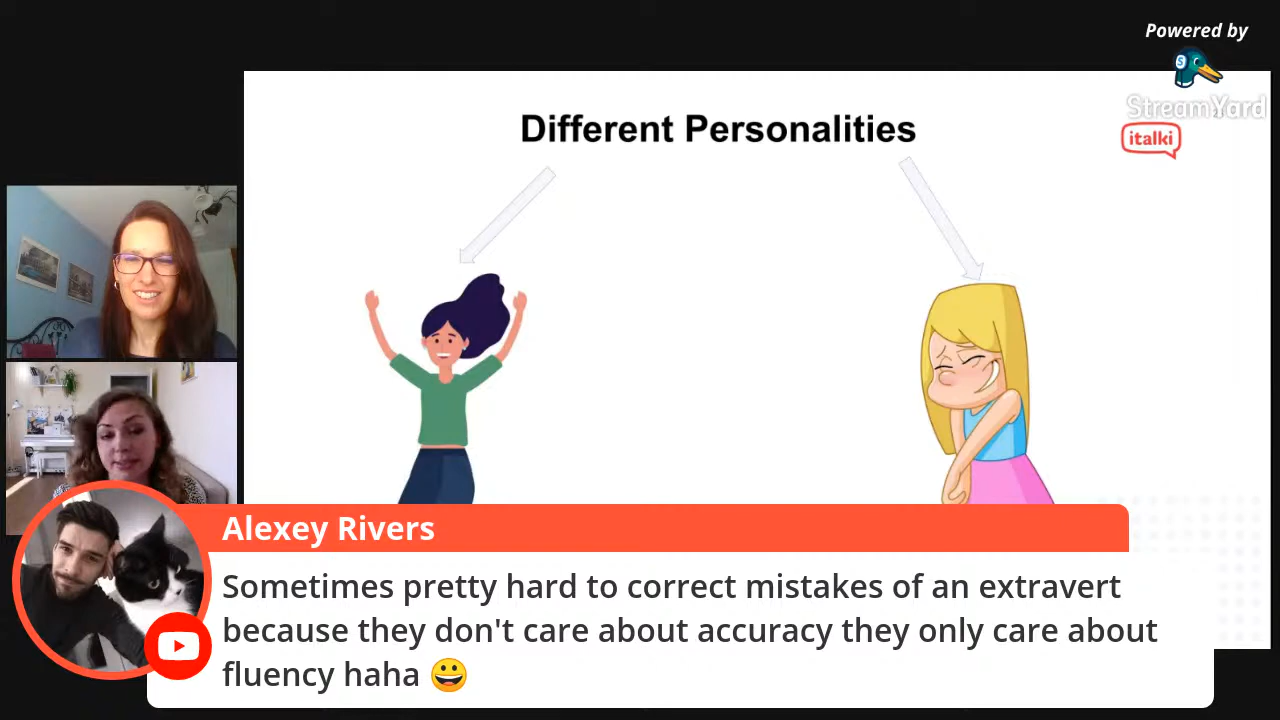 Powered by
StreamYard
Different Personalities
italki
Alexey Rivers
Sometimes pretty hard to correct mistakes of an extravert
because they don't care about accuracy they only care about
fluency haha 😀